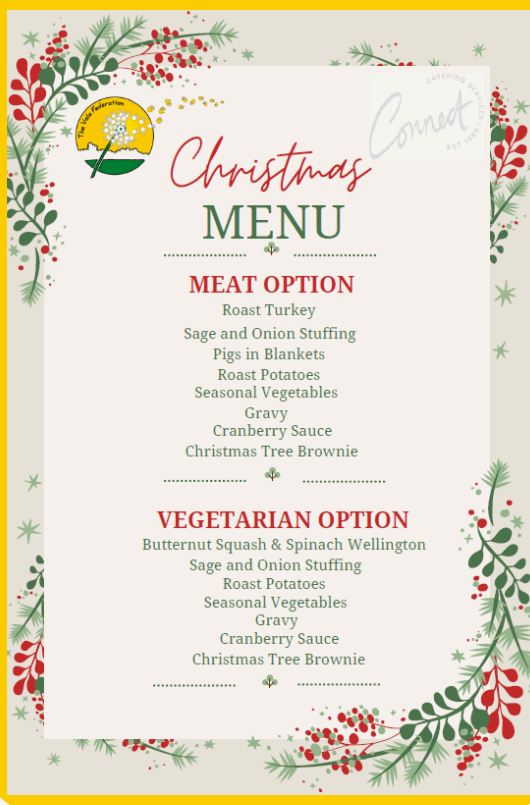 The Vale Federation
CATERING SERVICES
Connect
Christmas
MENU
MEAT OPTION
Roast Turkey
Sage and Onion Stuffing
Pigs in Blankets
Roast Potatoes
Seasonal Vegetables
Gravy
Cranberry Sauce
Christmas Tree Brownie
VEGETARIAN OPTION
Butternut Squash & Spinach Wellington
Sage and Onion Stuffing
Roast Potatoes
Seasonal Vegetables
Gravy
Cranberry Sauce
Christmas Tree Brownie